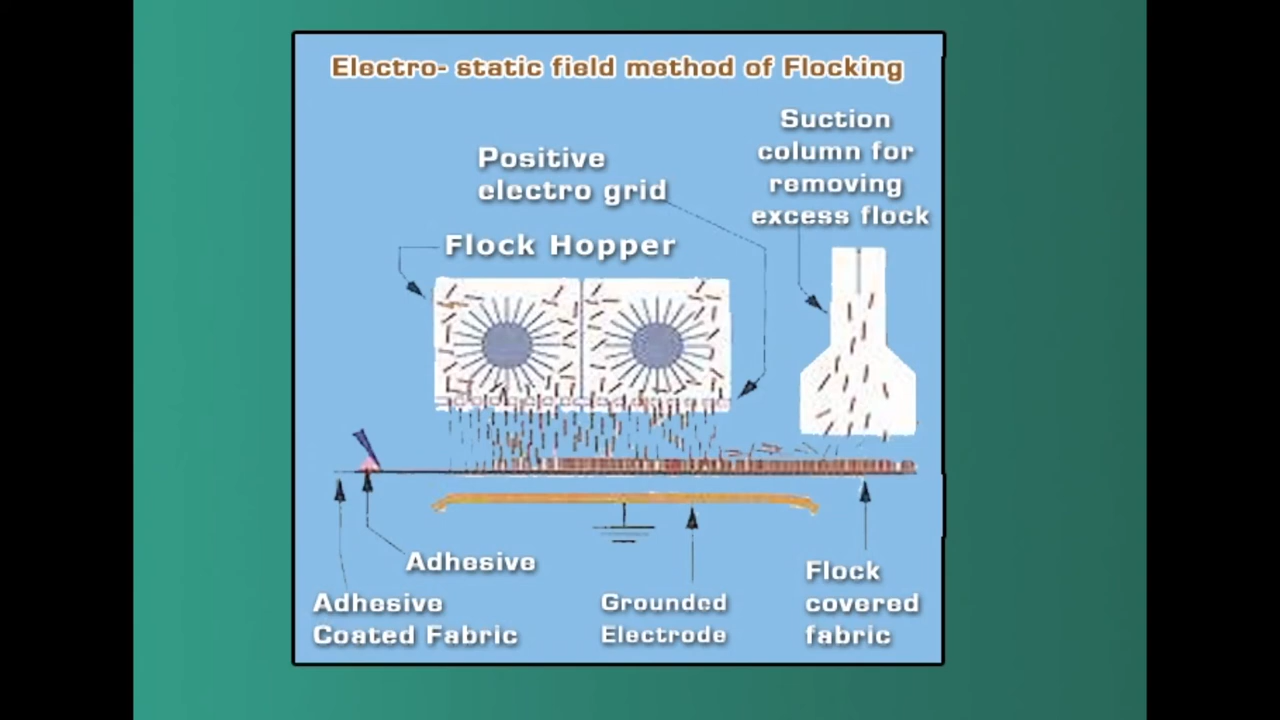 Electro- static field method of Flocking
Suction
column for
removing
excess flock
Positive
electro grid
Flock Hopper
Adhesive
Adhesive
Coated Fabric
Grounded
Electrode
Flock
covered
fabric